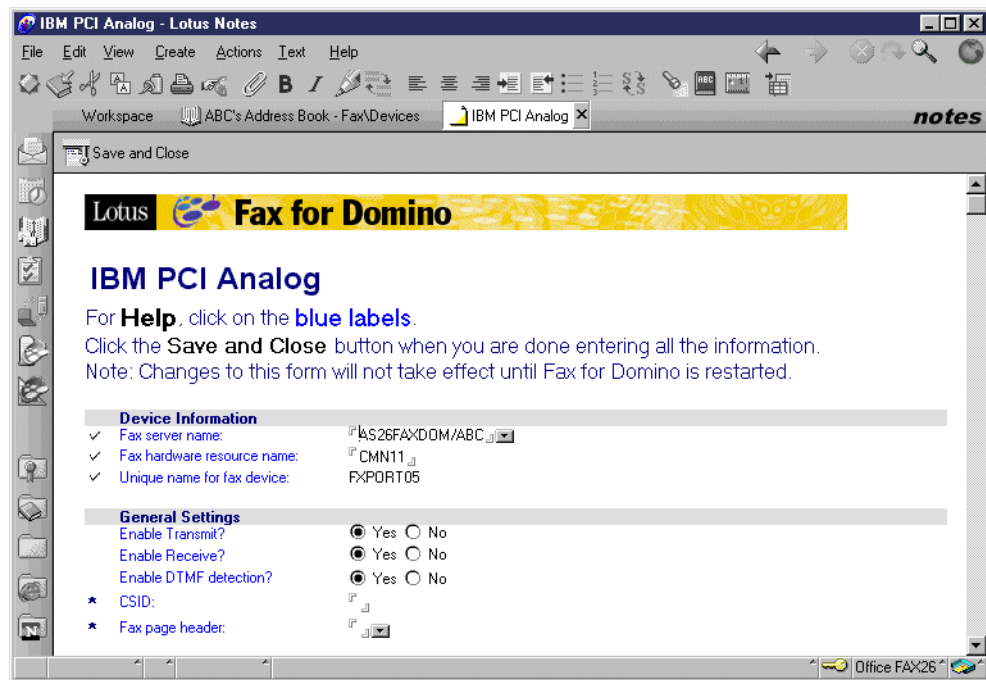 IBM PCI Analog - Lotus Notes
File Edit View Create Actions Text Help
B I
Workspace ABC's Address Book - Fax\Devices IBM PCI Analog notes
Save and Close
Lotus Fax for Domino
IBM PCI Analog
For Help, click on the blue labels.
Click the Save and Close button when you are done entering all the information.
Note: Changes to this form will not take effect until Fax for Domino is restarted.
Device Information
Fax server name: AS26FAXDOM/ABC
Fax hardware resource name: CMN11
Unique name for fax device: FXPORT05
General Settings
Enable Transmit? Yes No
Enable Receive? Yes No
Enable DTMF detection? Yes No
* CSID:
* Fax page header:
Office FAX26